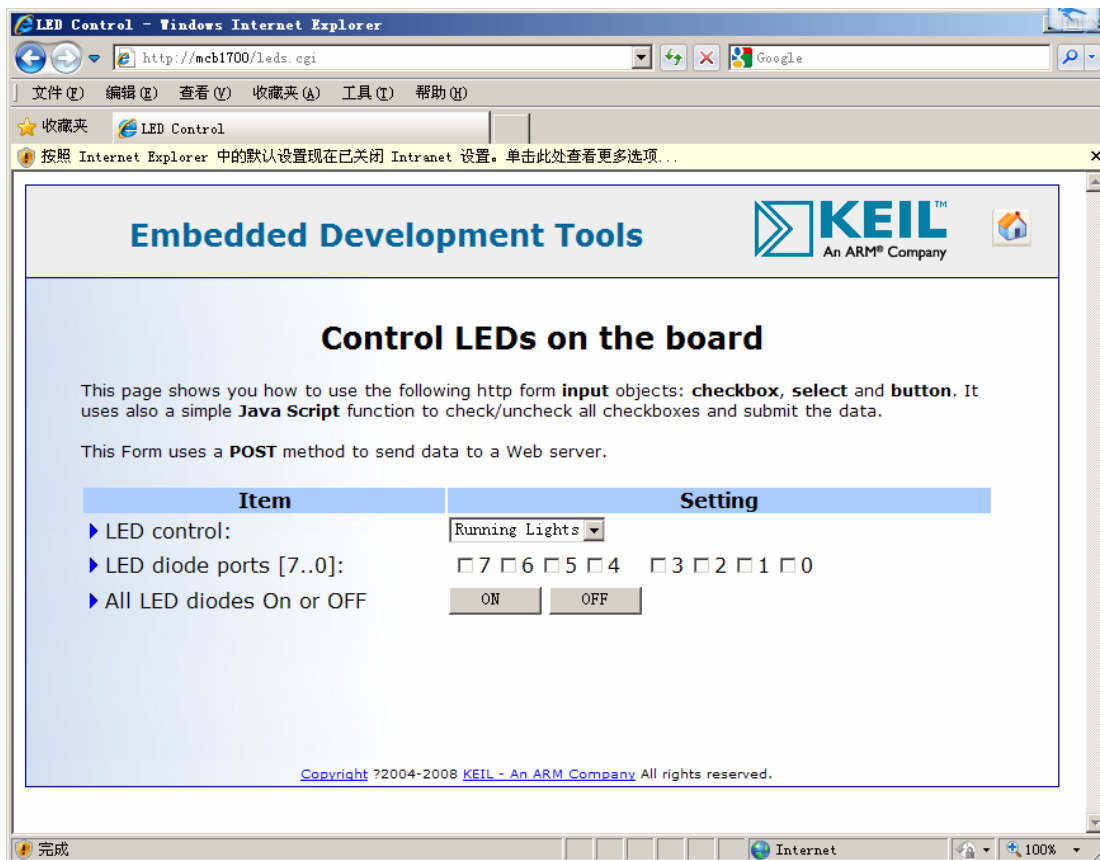 LED Control - Windows Internet Explorer
http://mcb1700/leds.cgi
Google
文件(F) 编辑(E) 查看(V) 收藏夹(A) 工具(T) 帮助(H)
收藏夹 LED Control
按照 Internet Explorer 中的默认设置现在已关闭 Intranet 设置。单击此处查看更多选项...
Embedded Development Tools
KEIL™
An ARM® Company
Control LEDs on the board
This page shows you how to use the following http form input objects: checkbox, select and button. It
uses also a simple Java Script function to check/uncheck all checkboxes and submit the data.
This Form uses a POST method to send data to a Web server.
Item Setting
LED control: Running Lights
LED diode ports [7..0]: 7 6 5 4 3 2 1 0
All LED diodes On or OFF ON OFF
Copyright ?2004-2008 KEIL - An ARM Company All rights reserved.
完成 Internet 100%